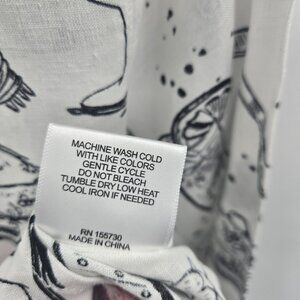 MACHINE WASH COLD
WITH LIKE COLORS
GENTLE CYCLE
DO NOT BLEACH
TUMBLE DRY LOW HEAT
COOL IRON IF NEEDED
RN 155730
MADE IN CHINA